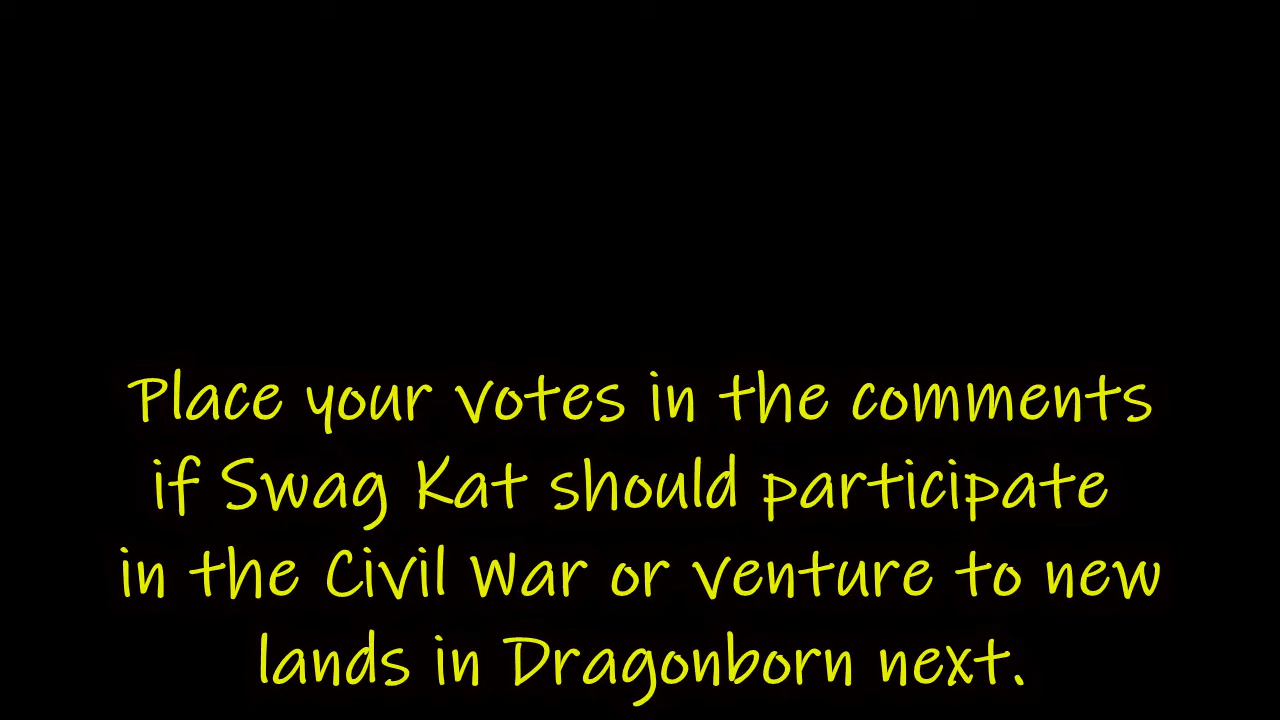 Place your votes in the comments
if Swag Kat should participate
in the Civil War or venture to new
lands in Dragonborn next.